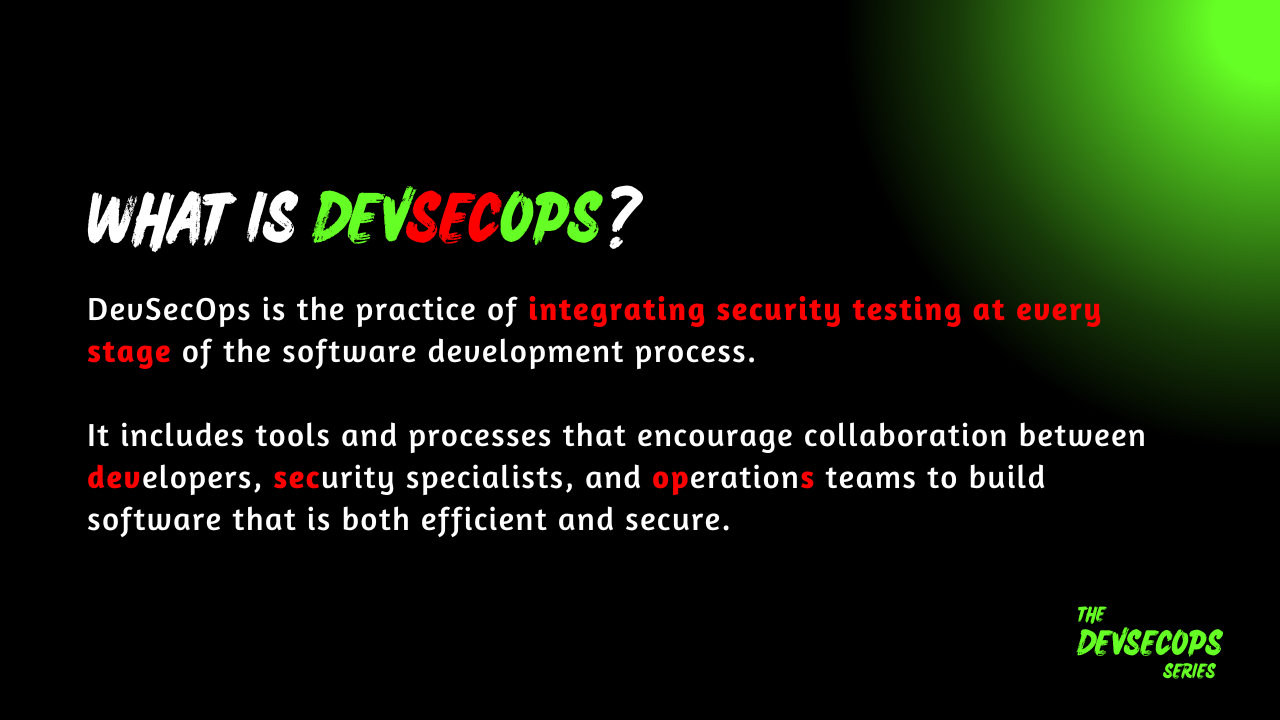 WHAT IS DEVSECOPS?
DevSecOps is the practice of integrating security testing at every
stage of the software development process.
It includes tools and processes that encourage collaboration between
developers, security specialists, and operations teams to build
software that is both efficient and secure.
THE
DEVSECOPS
SERIES